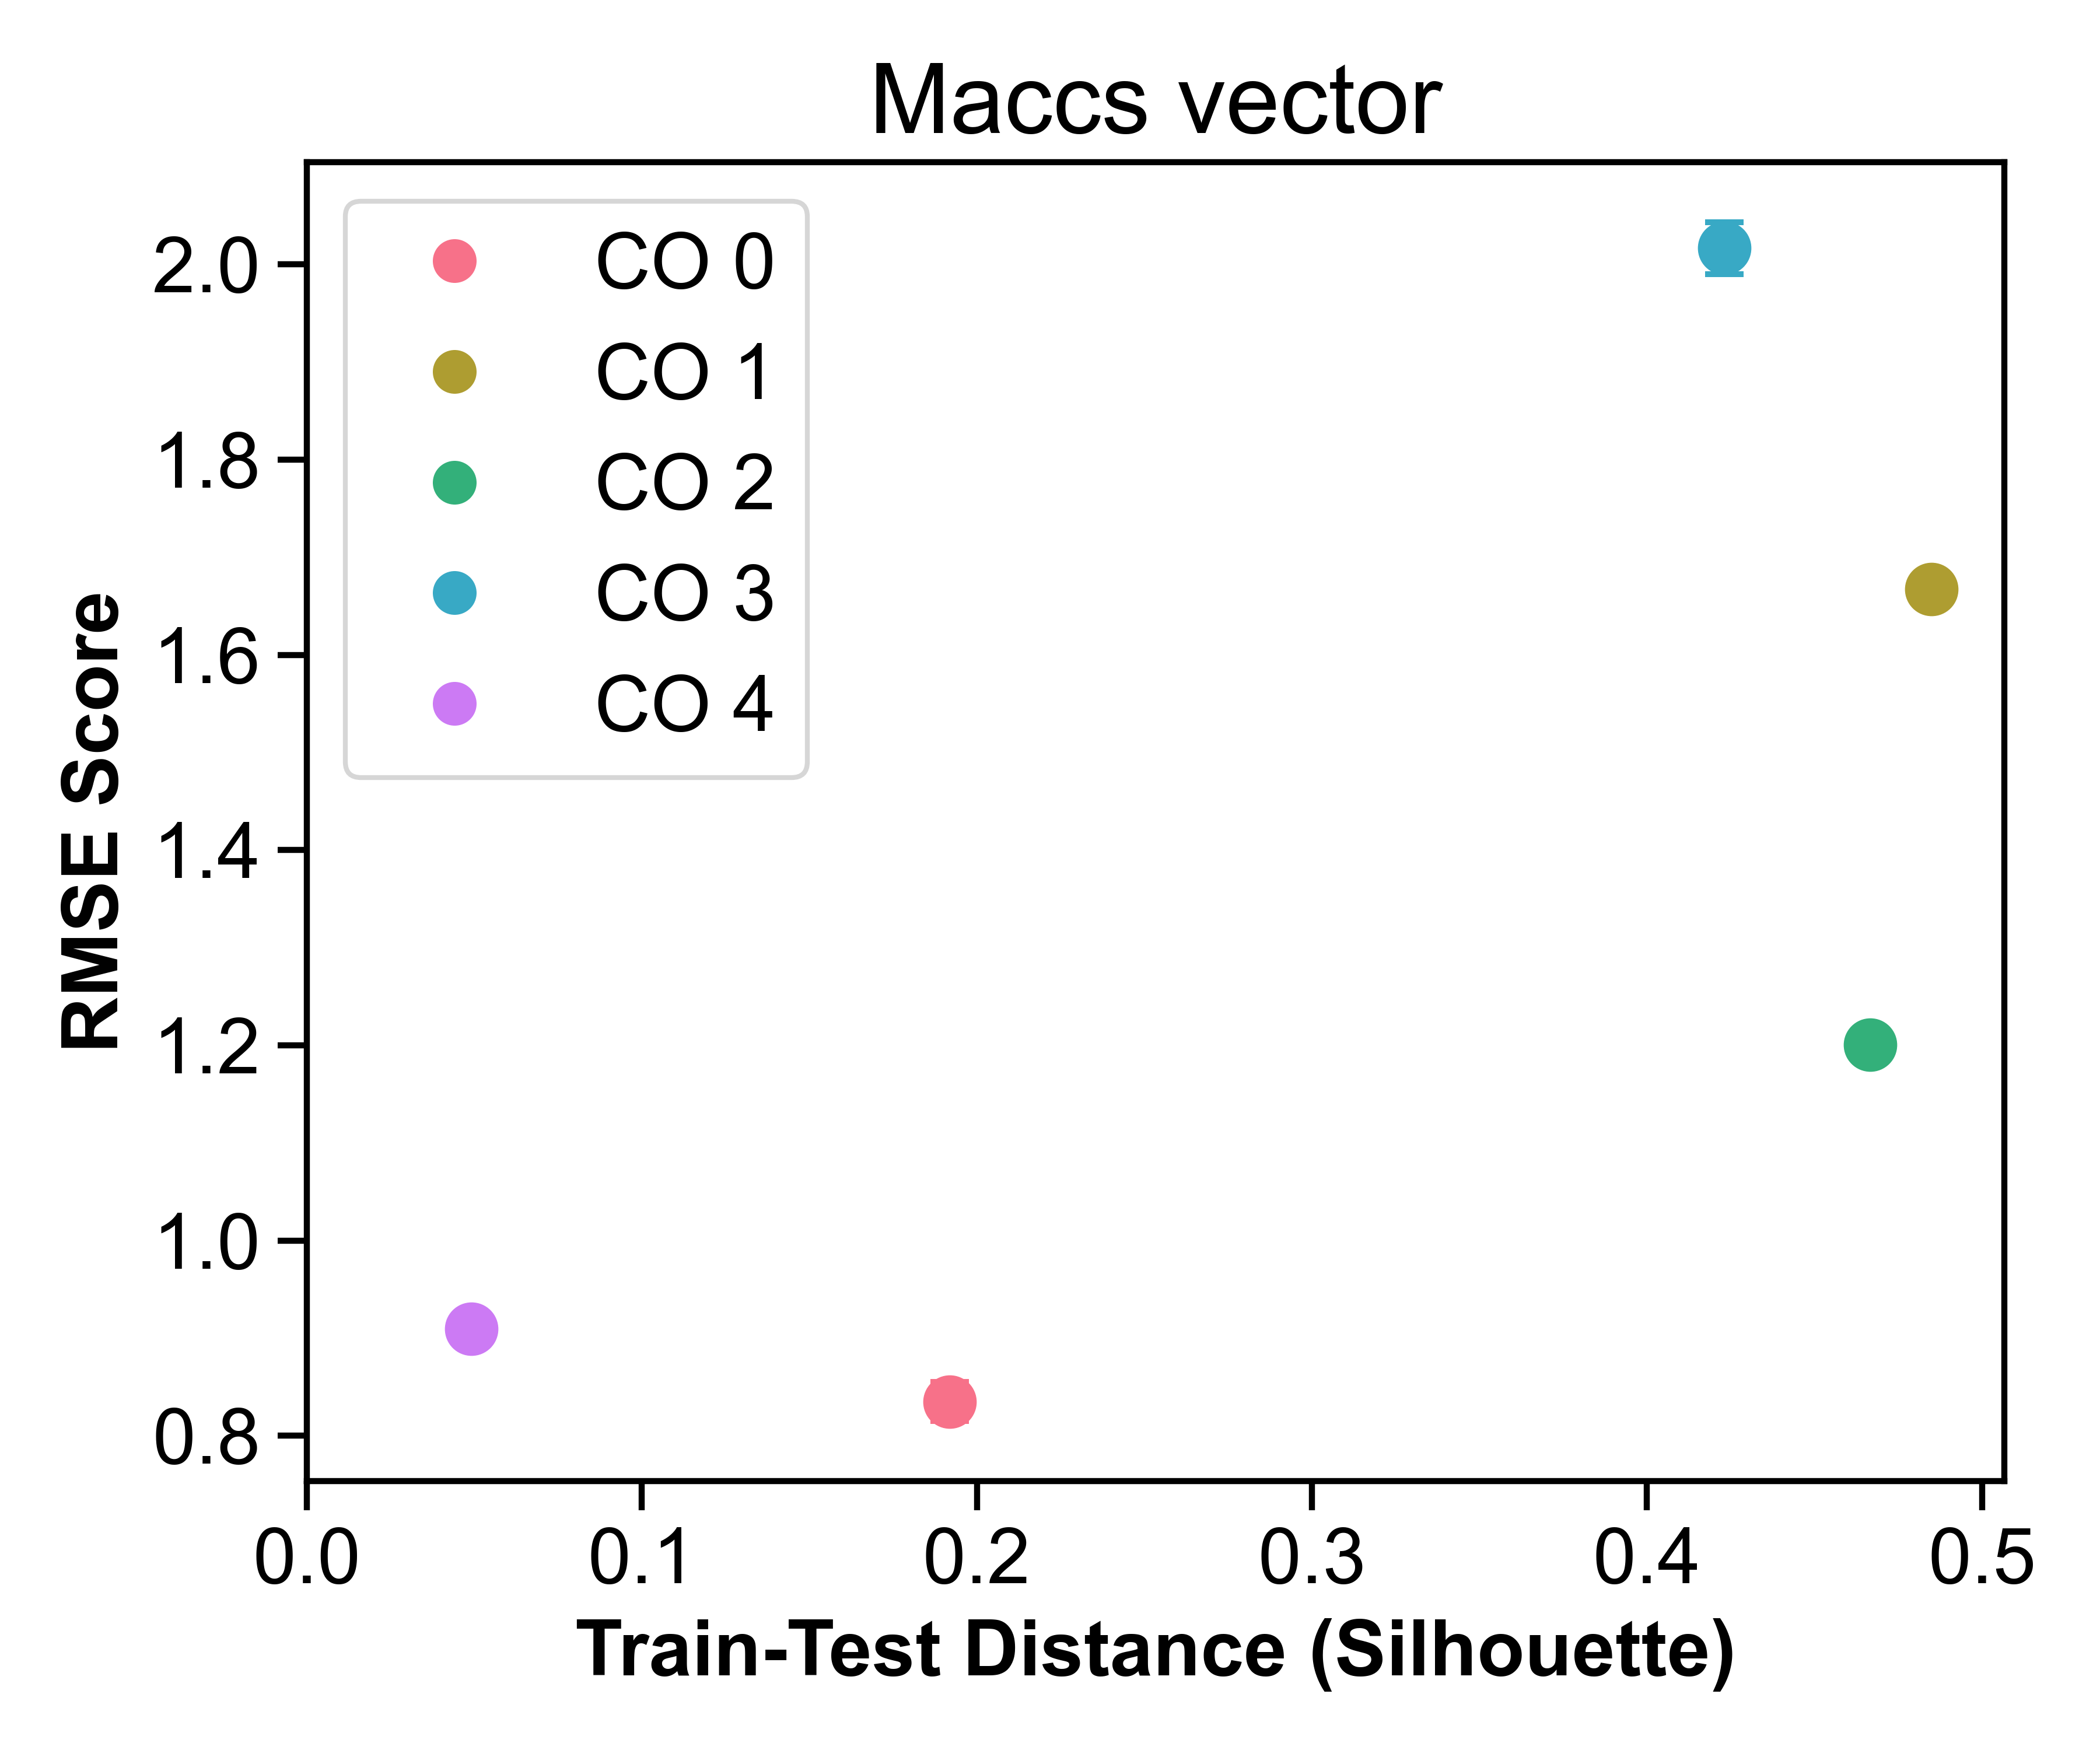 Maccs vector
CO 0
CO 1
CO 2
CO 3
CO 4
RMSE Score
2.0
1.8
1.6
1.4
1.2
1.0
0.8
0.0 0.1 0.2 0.3 0.4 0.5
Train-Test Distance (Silhouette)